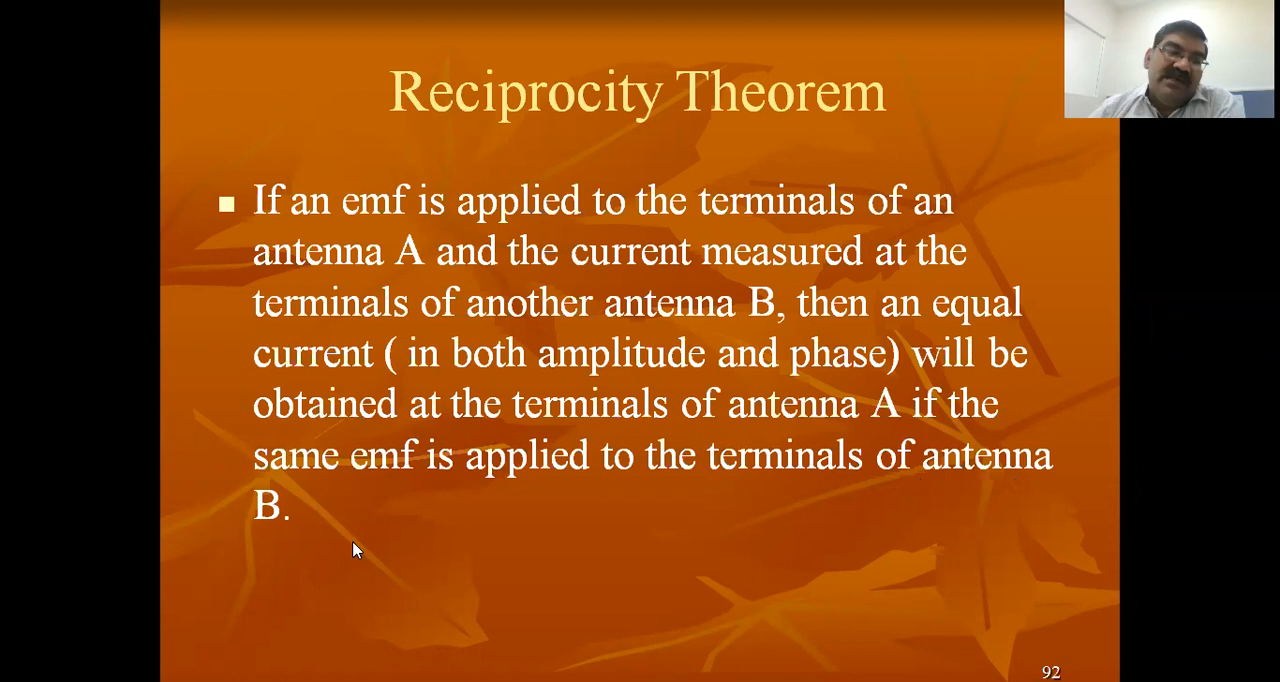 Reciprocity Theorem
If an emf is applied to the terminals of an
antenna A and the current measured at the
terminals of another antenna B, then an equal
current ( in both amplitude and phase) will be
obtained at the terminals of antenna A if the
same emf is applied to the terminals of antenna
B.
92